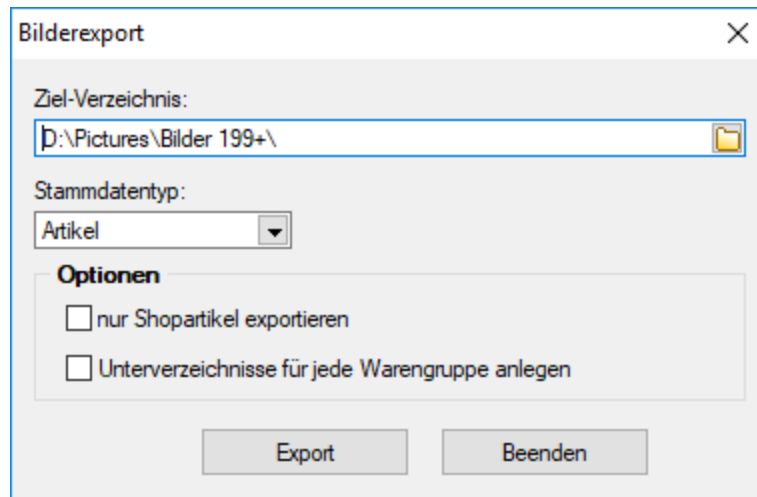 Bilderexport
Ziel-Verzeichnis:
D:\Pictures\Bilder 199+\
Stammdatentyp:
Artikel
Optionen
nur Shopartikel exportieren
Unterverzeichnisse für jede Warengruppe anlegen
Export Beenden